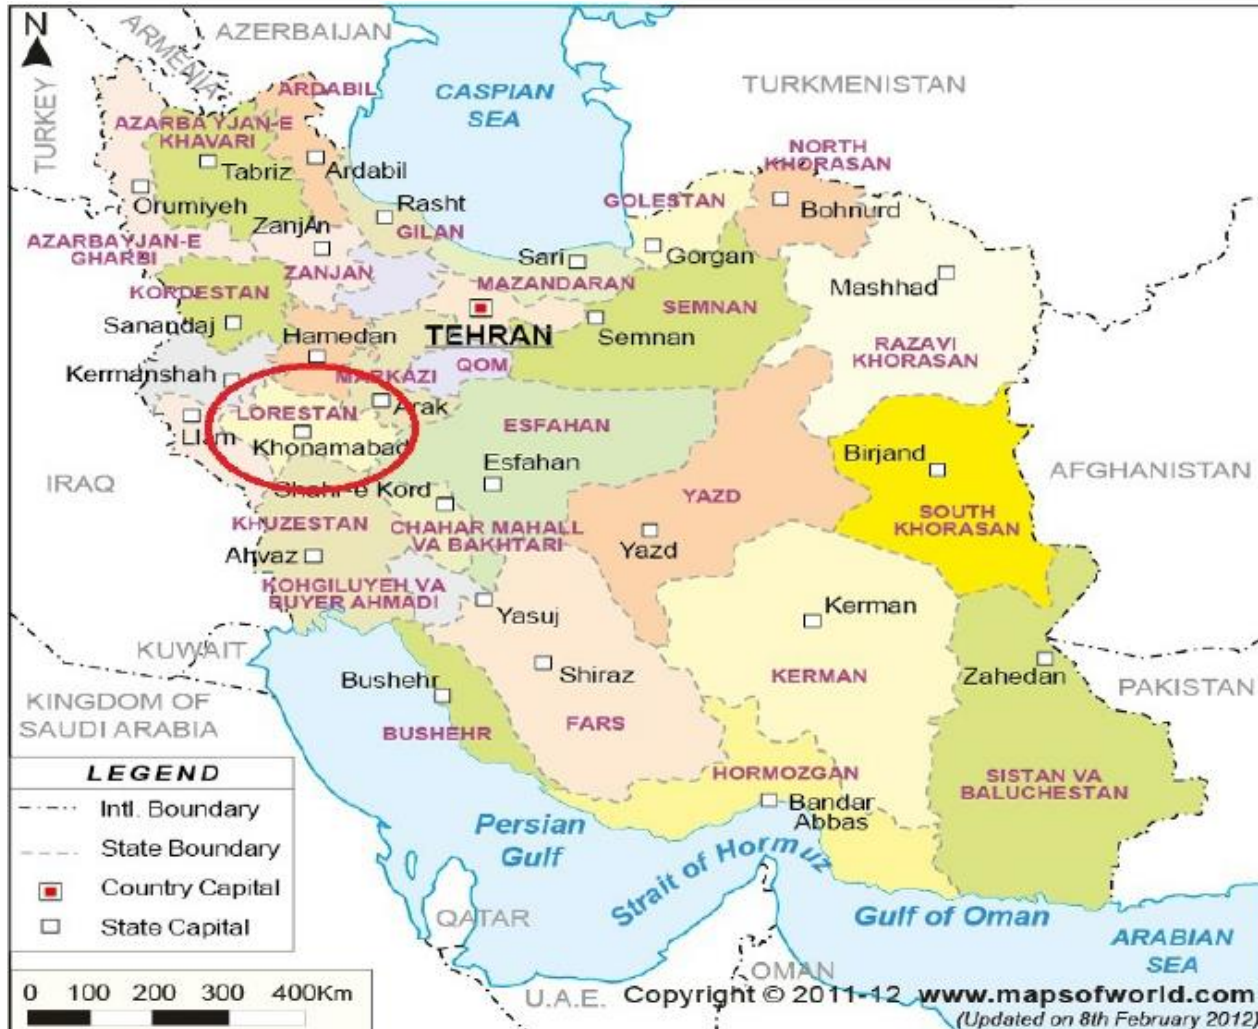 N
ARMENIA
AZERBAIJAN
TURKEY
TURKMENISTAN
CASPIAN
SEA
ARDABIL
AZARBAYJAN-E
KHAVARI
Tabriz
Ardabil
NORTH
KHORASAN
Bohnurd
Orumiyeh
Rasht
GILAN
GOLESTAN
Gorgan
AZARBAYJAN-E
GHARBI
ZanjAn
ZANJAN
Sari
MAZANDARAN
KORDESTAN
Sanandaj
SEMNAN
Semnan
Mashhad
RAZAVI
KHORASAN
Hamedan
TEHRAN
QOM
MARKAZI
Arak
Kermanshah
LORESTAN
Khonamabad
Llam
ESFAHAN
Esfahan
Birjand
SOUTH
KHORASAN
AFGHANISTAN
IRAQ
YAZD
Yazd
Shahr-e Kord
CHAHAR MAHALL
VA BAKHTARI
KHUZESTAN
Ahvaz
KOHGILUYEH VA
BUYER AHMADI
Yasuj
Kerman
KERMAN
KUWAIT
Shiraz
FARS
Bushehr
BUSHEHR
Zahedan
PAKISTAN
KINGDOM OF
SAUDI ARABIA
HORMOZGAN
Bandar
Abbas
SISTAN VA
BALUCHESTAN
Persian
Gulf
Strait of Hormuz
Gulf of Oman
ARABIAN
SEA
QATAR
U.A.E.
OMAN
LEGEND
Intl. Boundary
State Boundary
Country Capital
State Capital
0 100 200 300 400Km
Copyright © 2011-12 www.mapsofworld.com
(Updated on 8th February 2012)